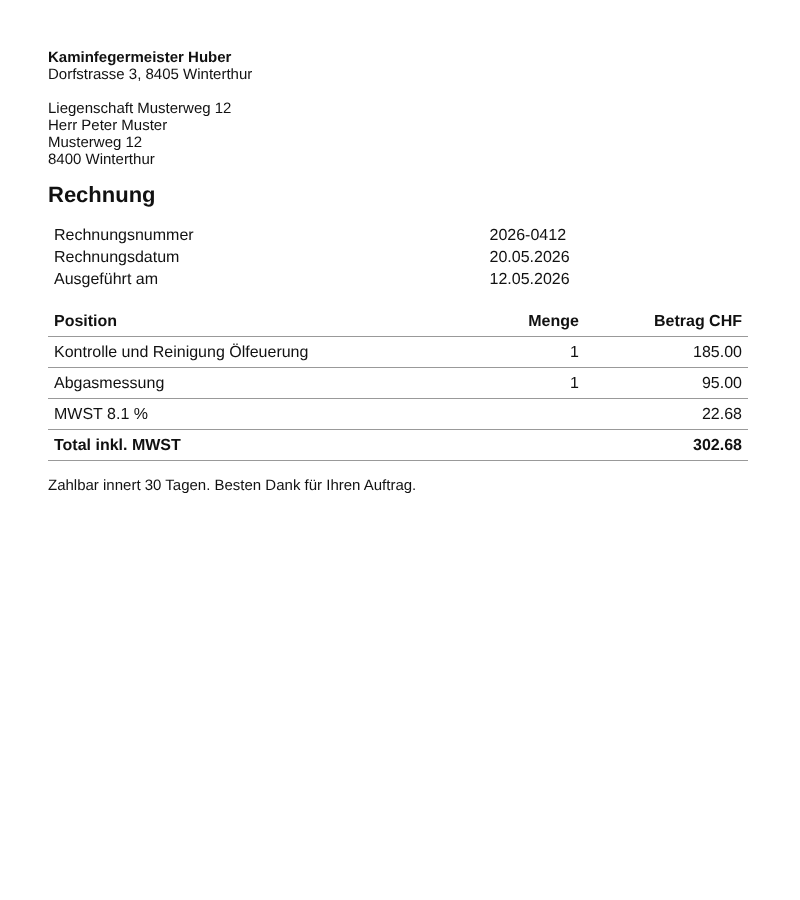 Kaminfegermeister Huber
Dorfstrasse 3, 8405 Winterthur
Liegenschaft Musterweg 12
Herr Peter Muster
Musterweg 12
8400 Winterthur
Rechnung
Rechnungsnummer 2026-0412
Rechnungsdatum 20.05.2026
Ausgeführt am 12.05.2026
Position Menge Betrag CHF
Kontrolle und Reinigung Ölfeuerung 1 185.00
Abgasmessung 1 95.00
MWST 8.1 % 22.68
Total inkl. MWST 302.68
Zahlbar innert 30 Tagen. Besten Dank für Ihren Auftrag.